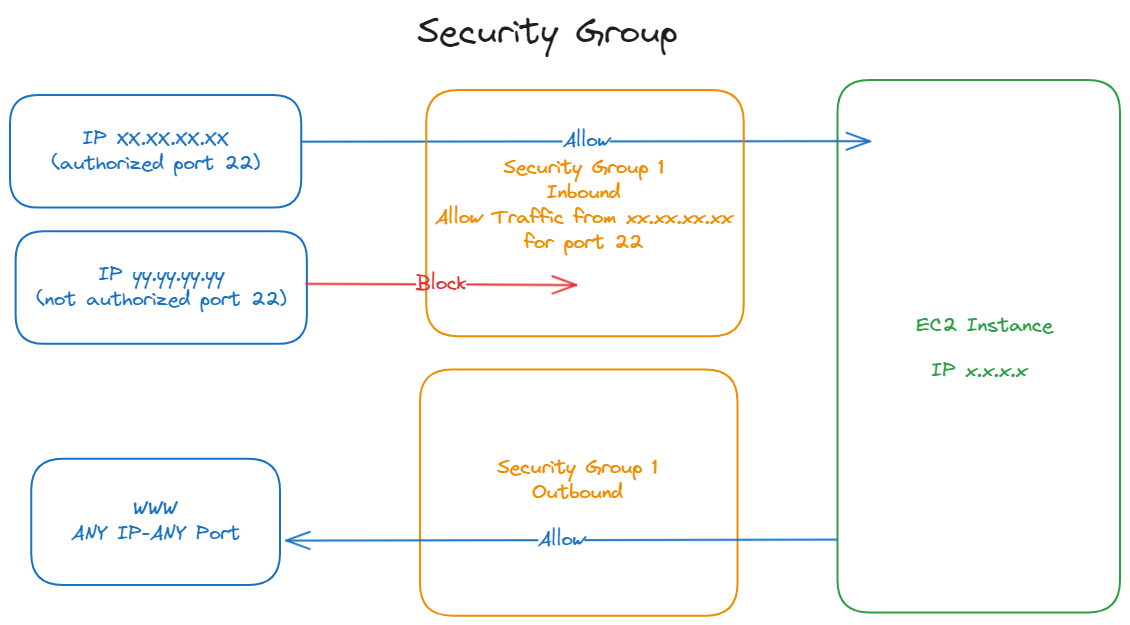 Security Group
IP XX.XX.XX.XX
(authorized port 22)
Allow
Security Group 1
Inbound
Allow Traffic from xx.xx.xx.xx
for port 22
IP yy.yy.yy.yy
(not authorized port 22)
Block
EC2 Instance
IP x.x.x.x
Security Group 1
Outbound
WWW
ANY IP-ANY Port
Allow